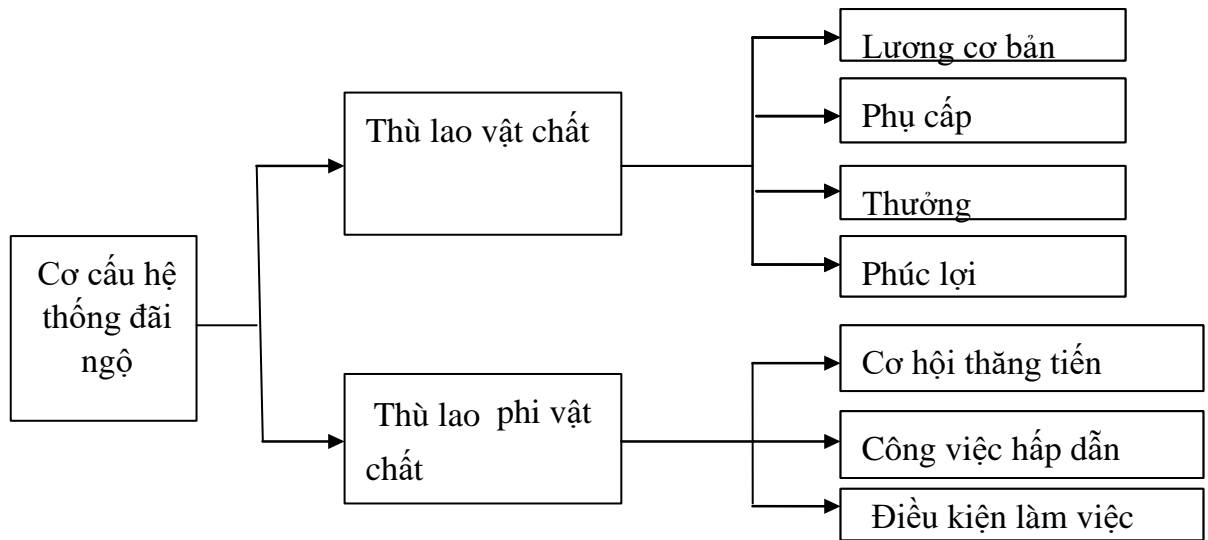 Cơ cấu hệ
thống đãi
ngộ
Thù lao vật chất
Lương cơ bản
Phụ cấp
Thưởng
Phúc lợi
Thù lao phi vật
chất
Cơ hội thăng tiến
Công việc hấp dẫn
Điều kiện làm việc